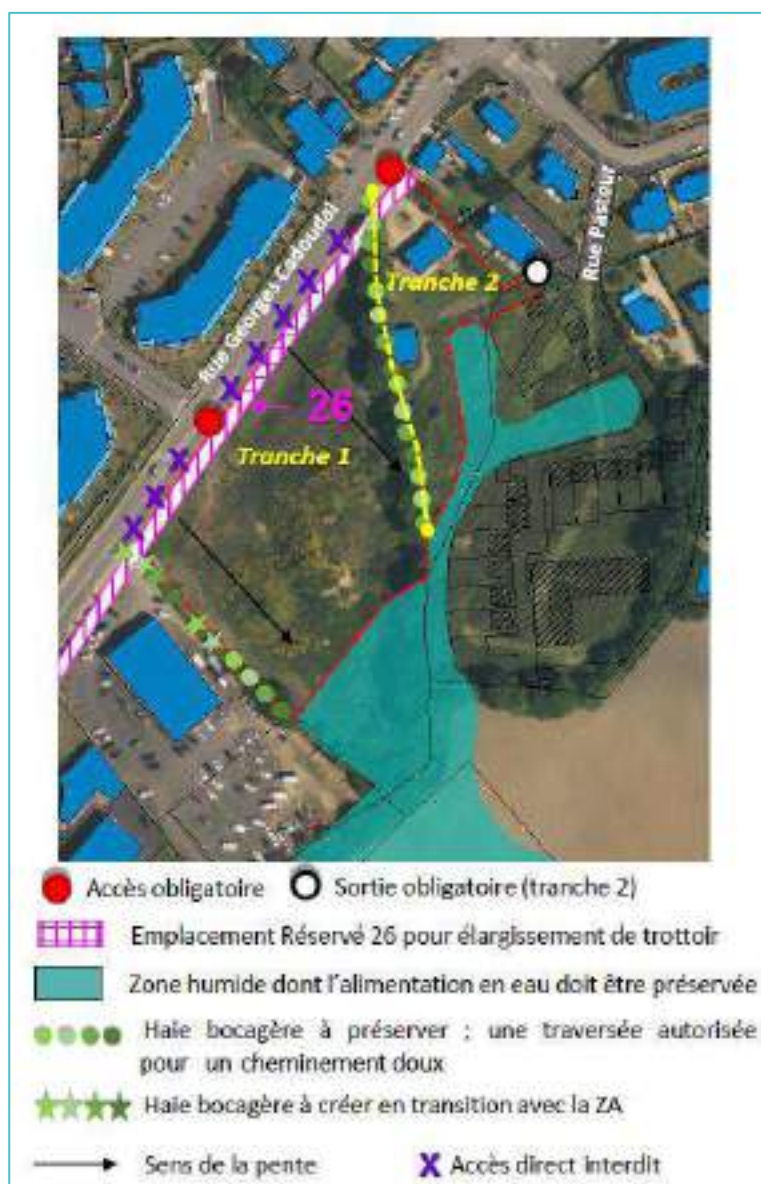 Rue Georges Cadoudal
Rue Pasteur
Tranche 2
26
Tranche 1
Accès obligatoire
Sortie obligatoire (tranche 2)
Emplacement Réservé 26 pour élargissement de trottoir
Zone humide dont l'alimentation en eau doit être préservée
Haie bocagère à préserver ; une traversée autorisée
pour un cheminement doux
Haie bocagère à créer en transition avec la ZA
Sens de la pente
X Accès direct interdit